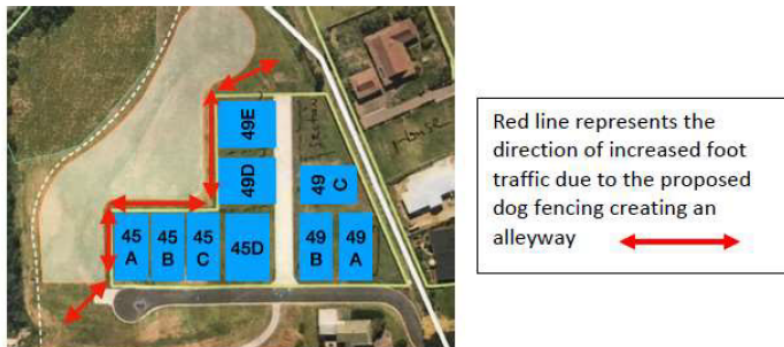 49E
49D
49
C
45
A
45
B
45
C
45D
49
B
49
A
House
Red line represents the
direction of increased foot
traffic due to the proposed
dog fencing creating an
alleyway